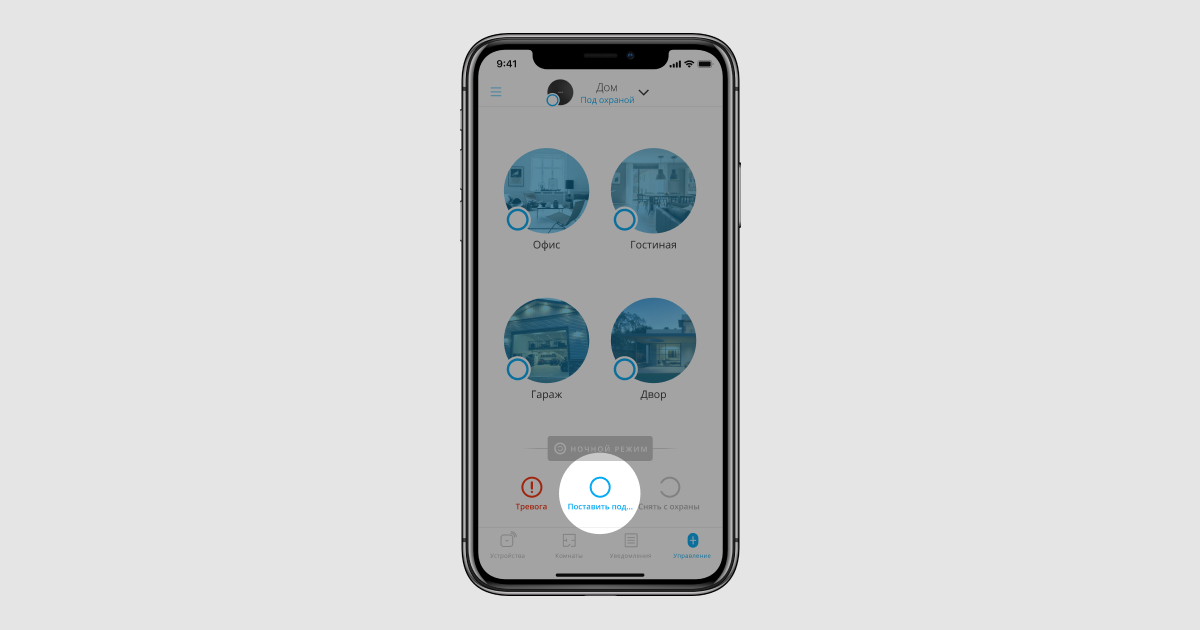 9:41
Дом
Под охраной
Офис
Гостиная
Гараж
Двор
НОЧНОЙ РЕЖИМ
Тревога
Поставить под...
Снять с охраны
Устройства
Комнаты
Уведомления
Управление